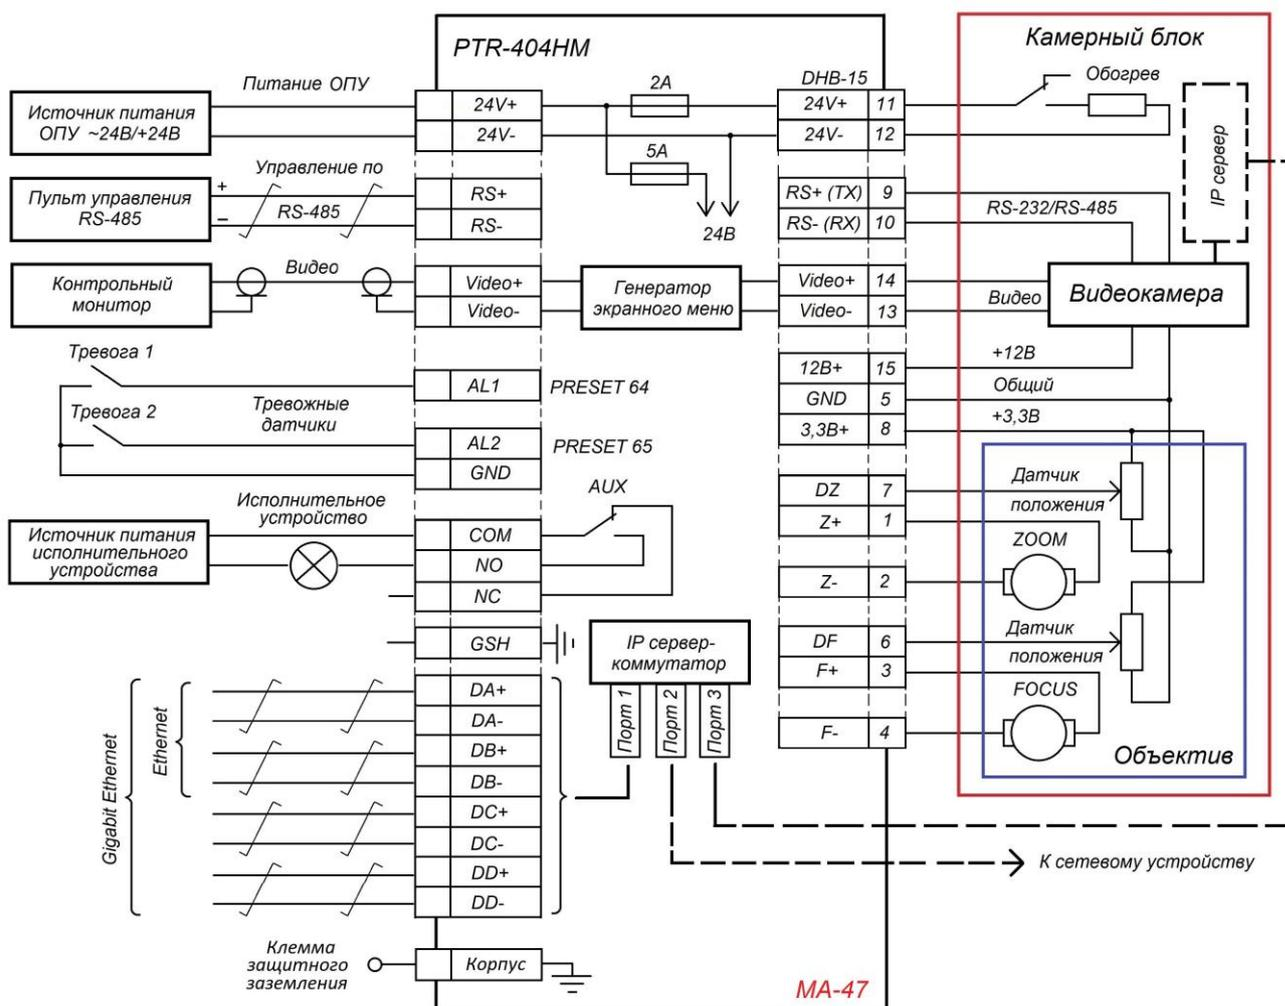 PTR-404HM
Камерный блок
Питание ОПУ
Источник питания
ОПУ ~24В/+24В
24V+
24V-
2А
5А
24В
DHB-15
24V+ 11
24V- 12
Обогрев
IP сервер
Управление по
RS-485
Пульт управления
RS-485
+
–
RS+
RS-
RS+ (TX) 9
RS- (RX) 10
RS-232/RS-485
Видео
Контрольный
монитор
Video+
Video-
Генератор
экранного меню
Video+ 14
Video- 13
Видео
Видеокамера
Тревога 1
Тревога 2
Тревожные
датчики
AL1
PRESET 64
AL2
PRESET 65
GND
12В+ 15
GND 5
3,3В+ 8
+12В
Общий
+3,3В
DZ 7
Z+ 1
Z- 2
Датчик
положения
ZOOM
Исполнительное
устройство
Источник питания
исполнительного
устройства
COM
NO
NC
AUX
GSH
IP сервер-
коммутатор
Порт 1
Порт 2
Порт 3
DF 6
F+ 3
F- 4
Датчик
положения
FOCUS
Объектив
Gigabit Ethernet
Ethernet
DA+
DA-
DB+
DB-
DC+
DC-
DD+
DD-
К сетевому устройству
Клемма
защитного
заземления
Корпус
МА-47